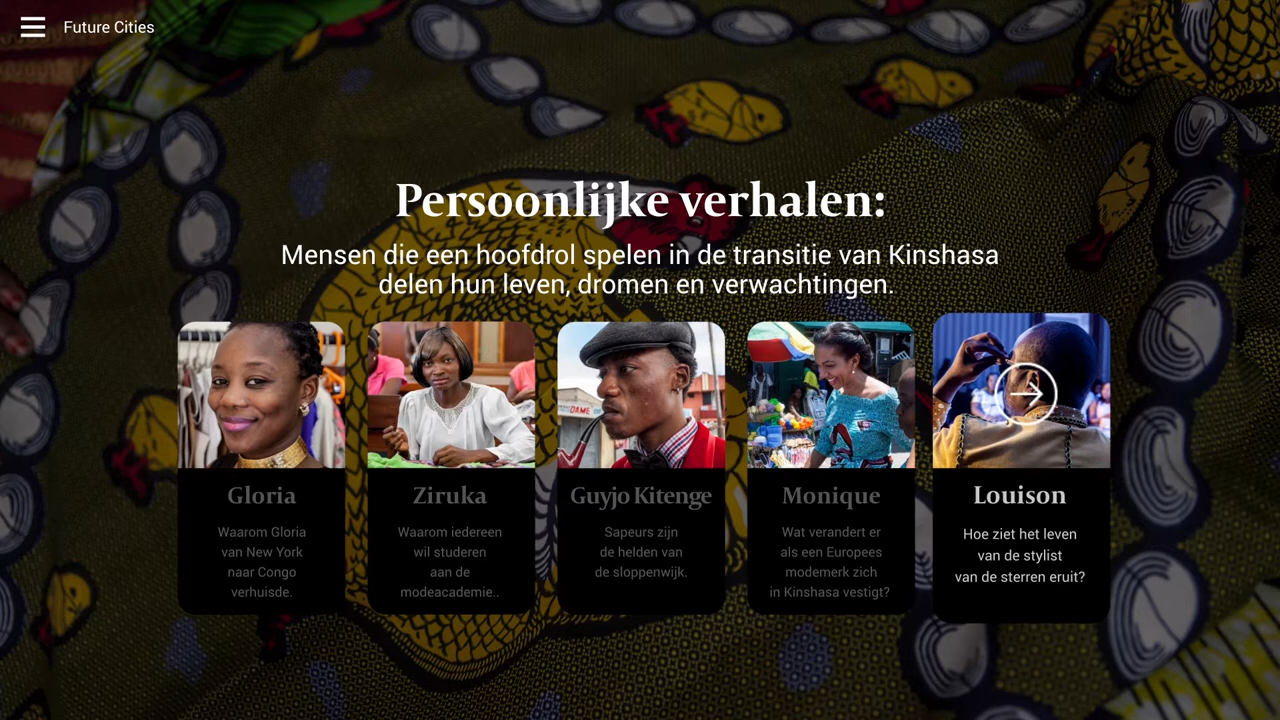 Future Cities
Persoonlijke verhalen:
Mensen die een hoofdrol spelen in de transitie van Kinshasa
delen hun leven, dromen en verwachtingen.
DAME
Gloria
Waarom Gloria
van New York
naar Congo
verhuisde.
Ziruka
Waarom iedereen
wil studeren
aan de
modeacademie..
Guyjo Kitenge
Sapeurs zijn
de helden van
de sloppenwijk.
Monique
Wat verandert er
als een Europees
modemerk zich
in Kinshasa vestigt?
Louison
Hoe ziet het leven
van de stylist
van de sterren eruit?